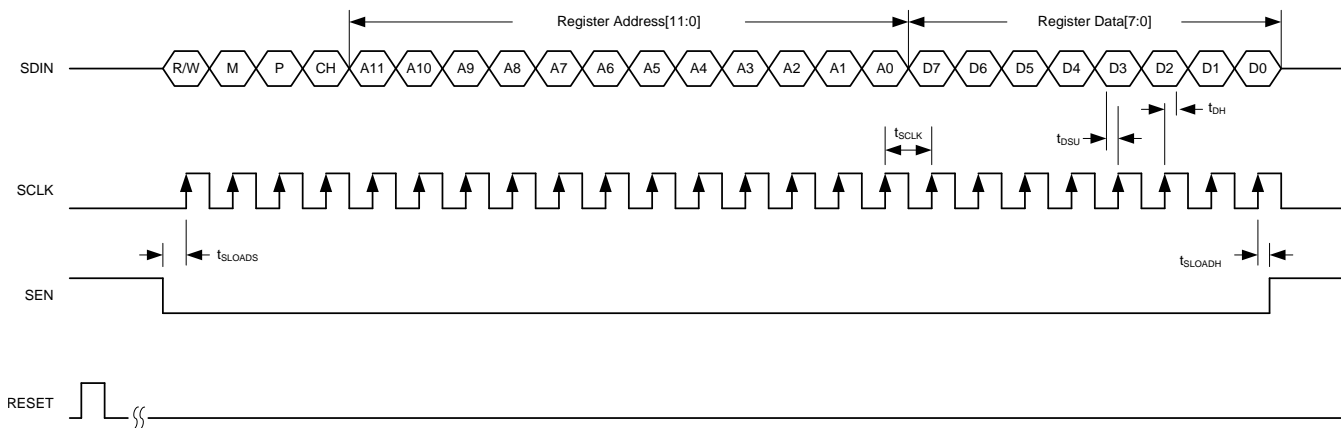 Register Address[11:0] Register Data[7:0]
SDIN R/W M P CH A11 A10 A9 A8 A7 A6 A5 A4 A3 A2 A1 A0 D7 D6 D5 D4 D3 D2 D1 D0
tDH
tSCLK tDSU
SCLK
tSLOADS tSLOADH
SEN
RESET